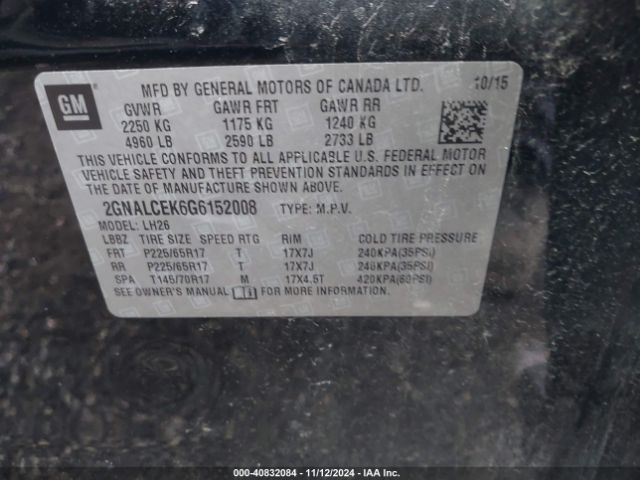 GM
MFD BY GENERAL MOTORS OF CANADA LTD. 10/15
GVWR GAWR FRT GAWR RR
2250 KG 1175 KG 1240 KG
4960 LB 2590 LB 2733 LB
THIS VEHICLE CONFORMS TO ALL APPLICABLE U.S. FEDERAL MOTOR
VEHICLE SAFETY AND THEFT PREVENTION STANDARDS IN EFFECT ON
THE DATE OF MANUFACTURE SHOWN ABOVE.
2GNALCEK6G6152008 TYPE: M.P.V.
MODEL: LH26
LBBZ TIRE SIZE SPEED RTG RIM COLD TIRE PRESSURE
FRT P225/65R17 T 17X7J 240KPA(35PSI)
RR P225/65R17 T 17X7J 240KPA(35PSI)
SPA T145/70R17 M 17X4.5T 420KPA(60PSI)
SEE OWNER'S MANUAL FOR MORE INFORMATION
000-40832084 - 11/12/2024 - IAAI.COM